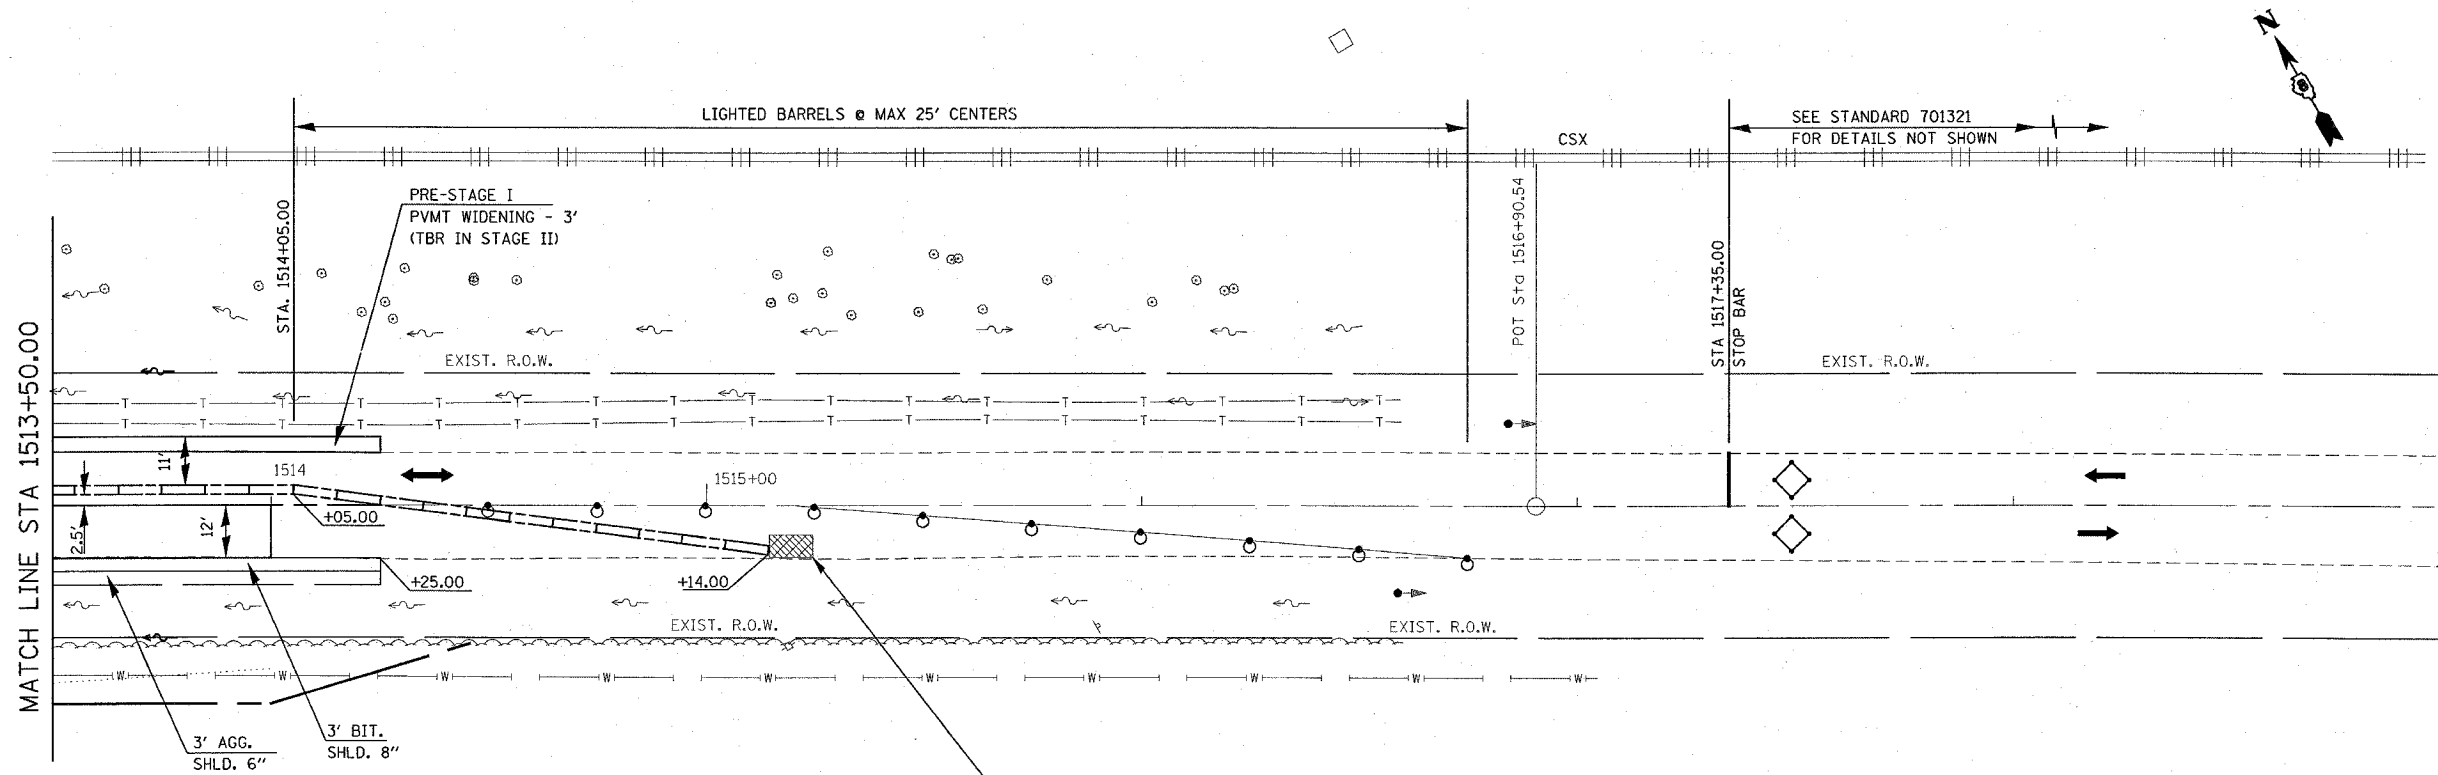 N
LIGHTED BARRELS @ MAX 25' CENTERS
SEE STANDARD 701321
FOR DETAILS NOT SHOWN
CSX
PRE-STAGE I
PVMT WIDENING - 3'
(TBR IN STAGE II)
STA. 1514+05.00
POT Sta 1516+90.54
STA 1517+35.00
STOP BAR
EXIST. R.O.W.
EXIST. R.O.W.
T T T T T T T T T T T T T T T T T
T T T T T T T T T T T T T T T T T
MATCH LINE STA 1513+50.00
11'
1514
1515+00
+05.00
2.5'
12'
+25.00
+14.00
EXIST. R.O.W.
EXIST. R.O.W.
W W W W W W W W W W
3' AGG.
SHLD. 6"
3' BIT.
SHLD. 8"